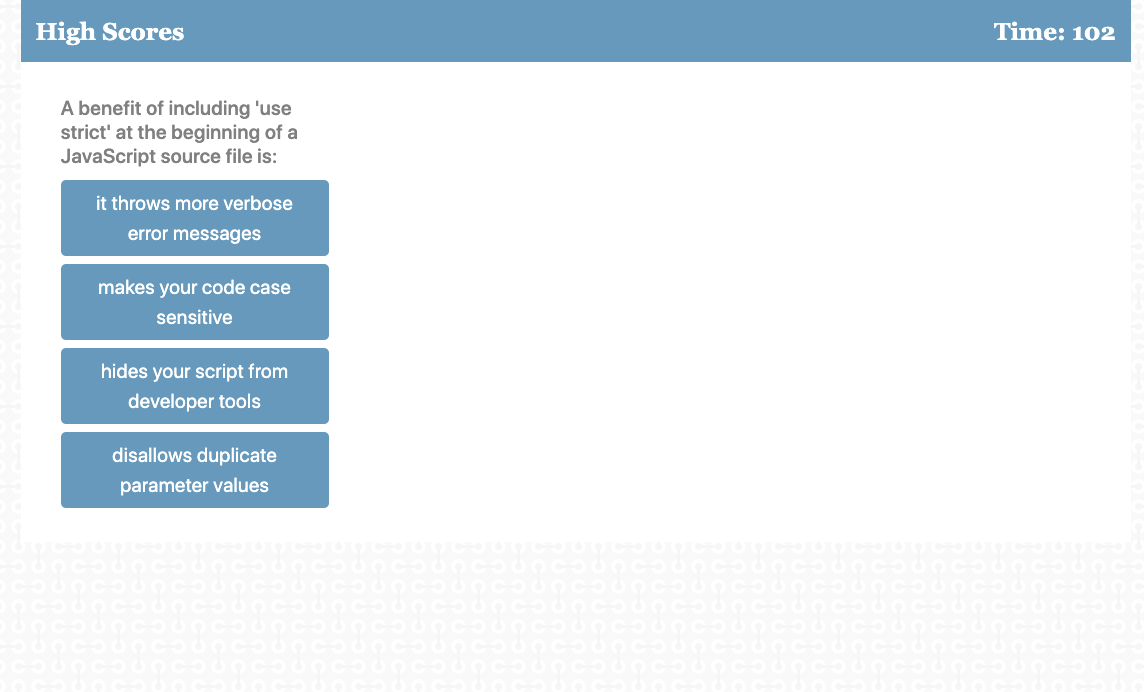 High Scores
Time: 102
A benefit of including 'use
strict' at the beginning of a
JavaScript source file is:
it throws more verbose
error messages
makes your code case
sensitive
hides your script from
developer tools
disallows duplicate
parameter values